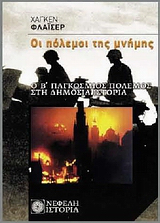 ΧΑΓΚΕΝ
ΦΛΑΪΣΕΡ
Οι πόλεμοι της μνήμης
Ο Β΄ ΠΑΓΚΟΣΜΙΟΣ ΠΟΛΕΜΟΣ
ΣΤΗ ΔΗΜΟΣΙΑ ΙΣΤΟΡΙΑ
ΝΕΦΕΛΗ
ΙΣΤΟΡΙΑ